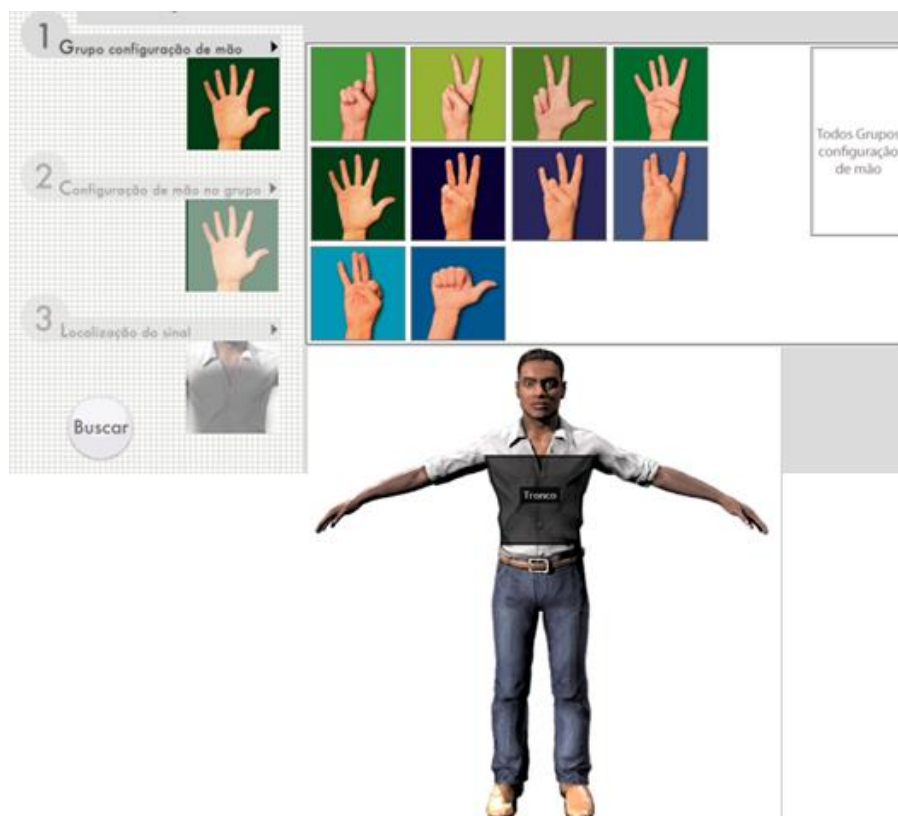 1 Grupo configuração de mão
2 Configuração de mão no grupo
3 Localização do sinal
Buscar
Todos Grupos
configuração
de mão
Tronco